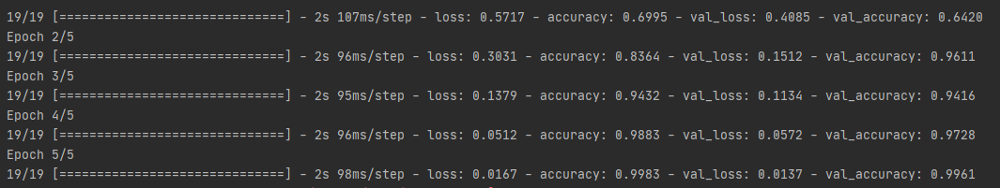 19/19 [==============================] - 2s 107ms/step - loss: 0.5717 - accuracy: 0.6995 - val_loss: 0.4085 - val_accuracy: 0.6420
Epoch 2/5
19/19 [==============================] - 2s 96ms/step - loss: 0.3031 - accuracy: 0.8364 - val_loss: 0.1512 - val_accuracy: 0.9611
Epoch 3/5
19/19 [==============================] - 2s 95ms/step - loss: 0.1379 - accuracy: 0.9432 - val_loss: 0.1134 - val_accuracy: 0.9416
Epoch 4/5
19/19 [==============================] - 2s 96ms/step - loss: 0.0512 - accuracy: 0.9883 - val_loss: 0.0572 - val_accuracy: 0.9728
Epoch 5/5
19/19 [==============================] - 2s 98ms/step - loss: 0.0167 - accuracy: 0.9983 - val_loss: 0.0137 - val_accuracy: 0.9961